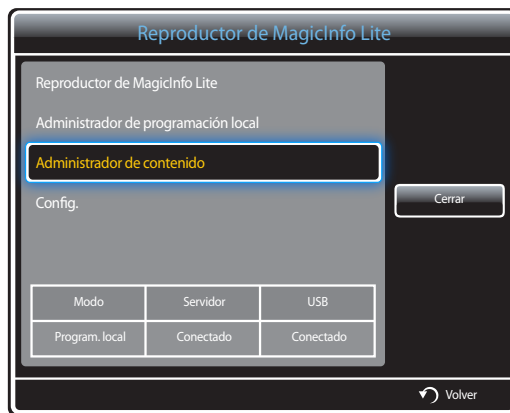 Reproductor de MagicInfo Lite
Reproductor de MagicInfo Lite
Administrador de programación local
Administrador de contenido
Config.
Cerrar
Modo Servidor USB
Program. local Conectado Conectado
Volver